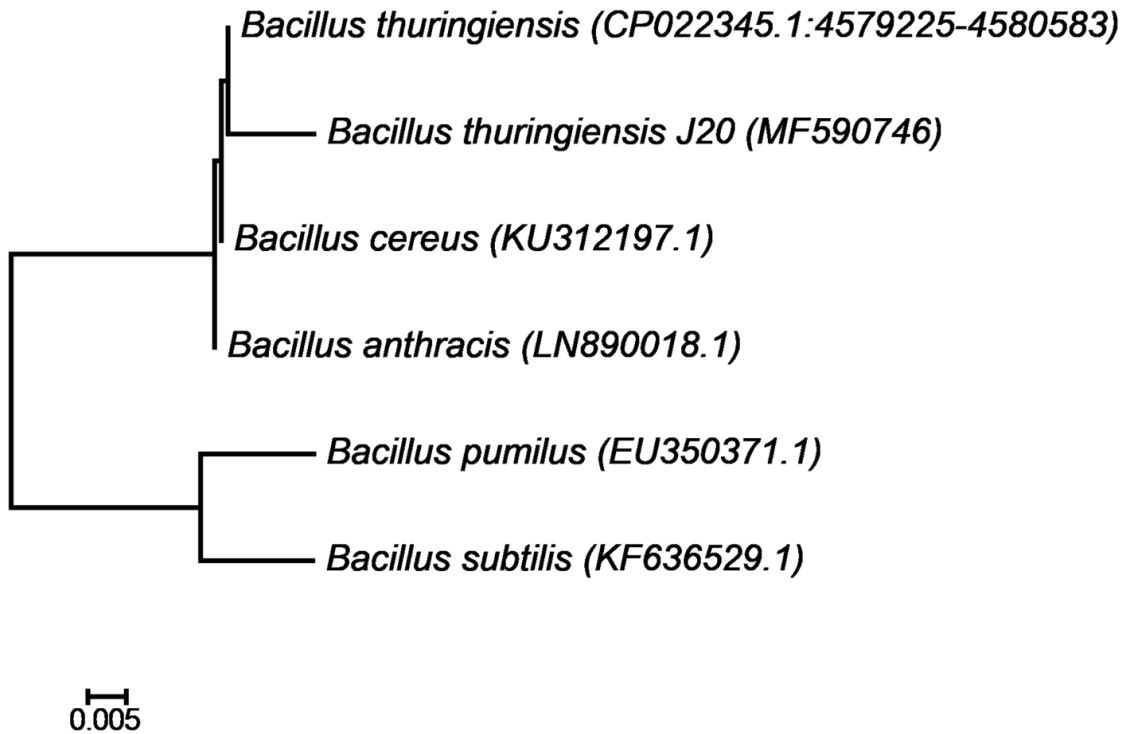 Bacillus thuringiensis (CP022345.1:4579225-4580583)
Bacillus thuringiensis J20 (MF590746)
Bacillus cereus (KU312197.1)
Bacillus anthracis (LN890018.1)
Bacillus pumilus (EU350371.1)
Bacillus subtilis (KF636529.1)
0.005